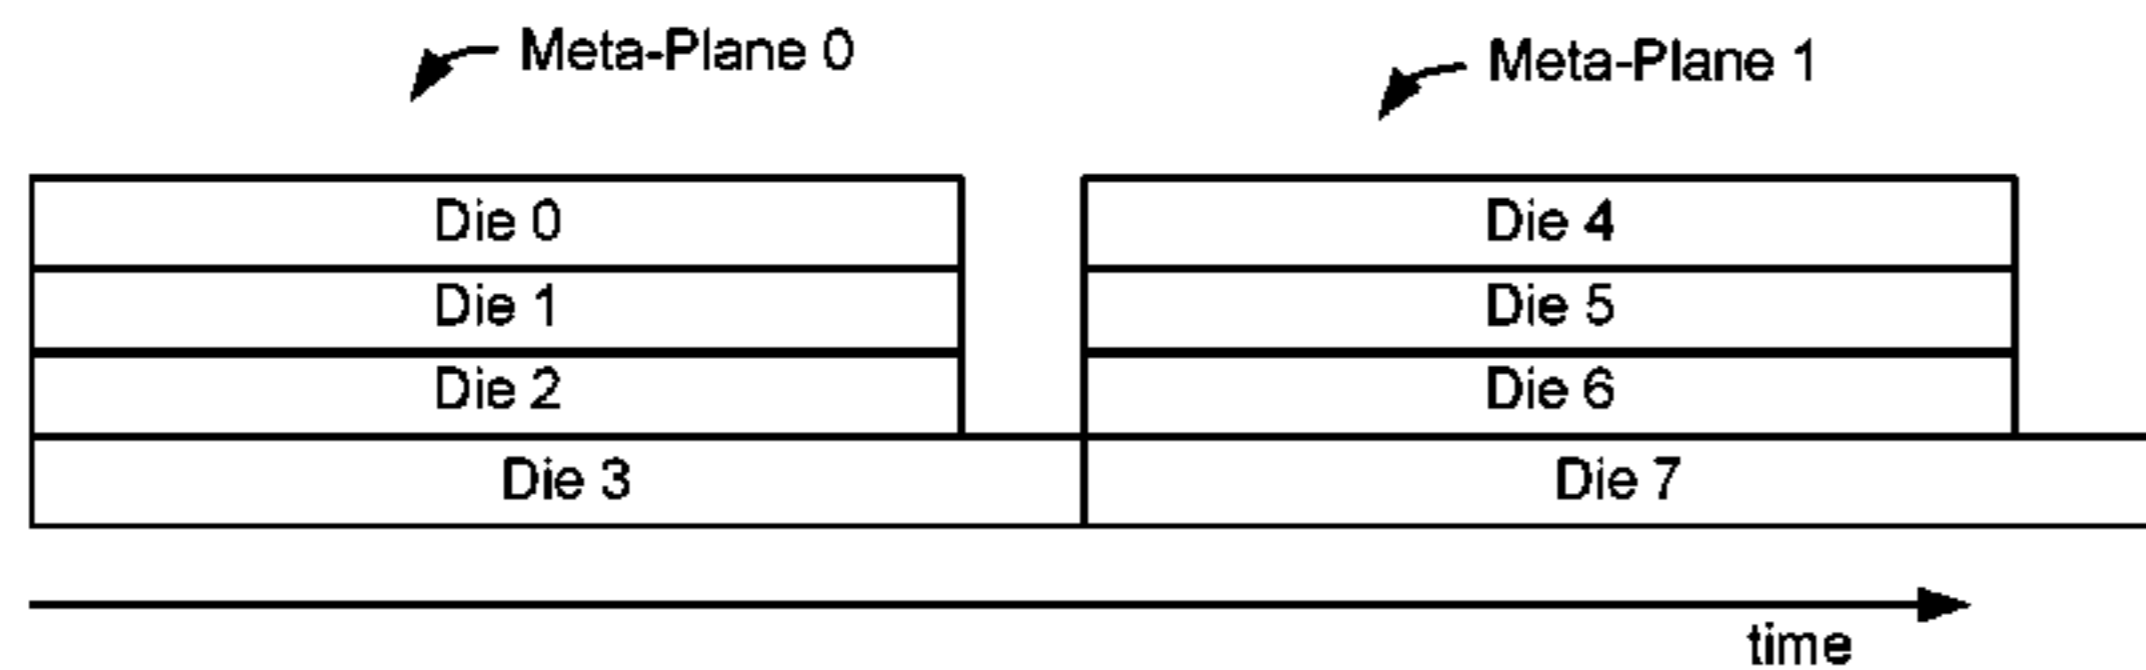 Meta-Plane 0
Meta-Plane 1
Die 0
Die 4
Die 1
Die 5
Die 2
Die 6
Die 3
Die 7
time